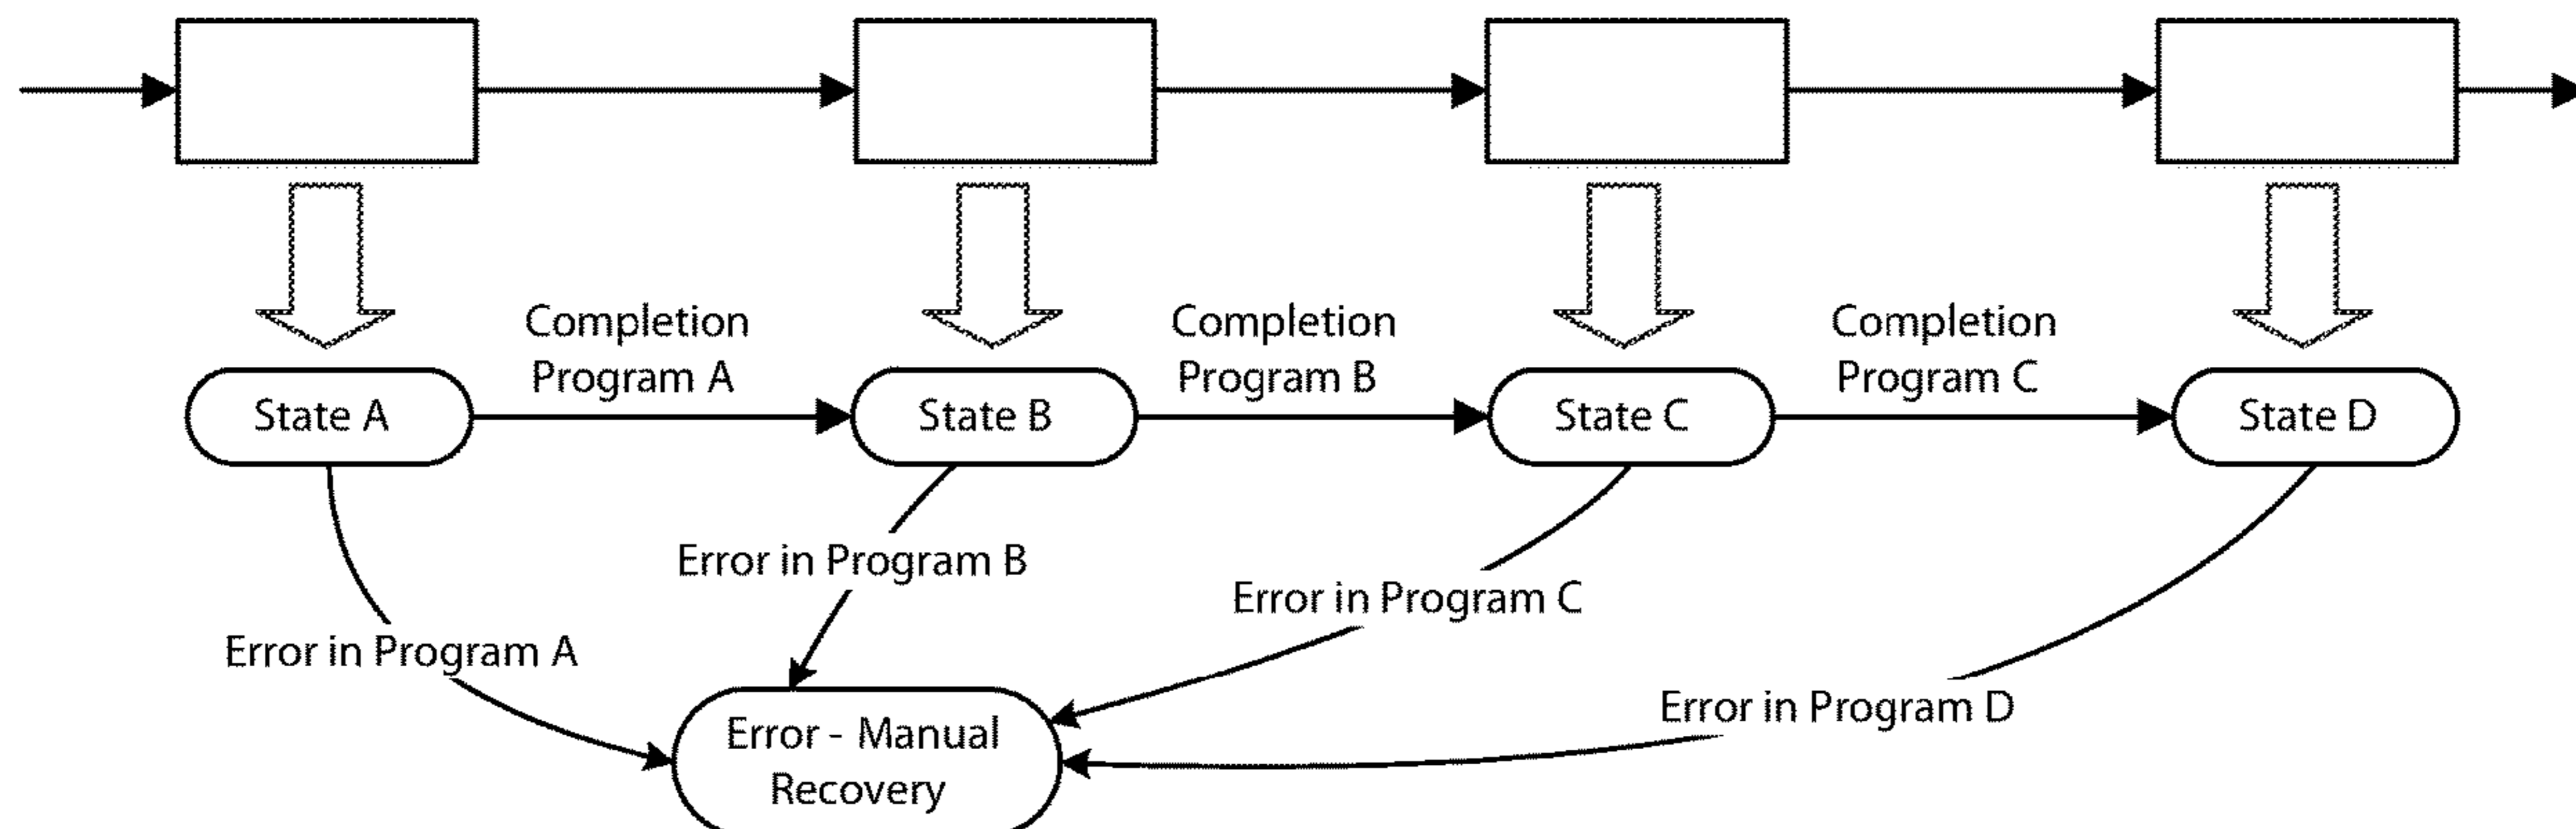 Completion
Program A
Completion
Program B
Completion
Program C
State A
State B
State C
State D
Error in Program B
Error in Program C
Error in Program A
Error in Program D
Error - Manual
Recovery